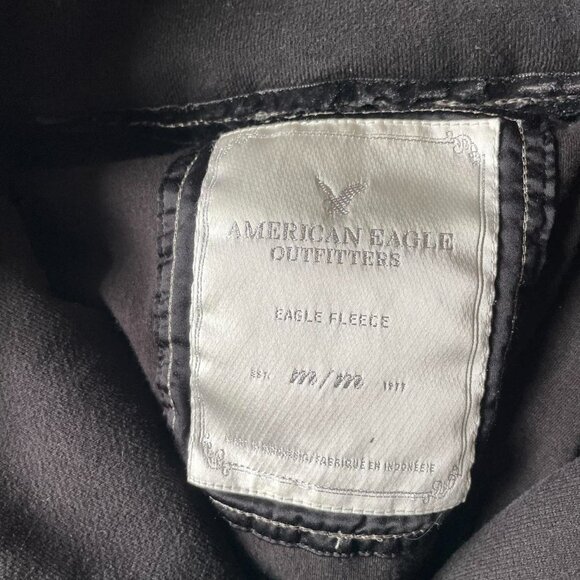 AMERICAN EAGLE
OUTFITTERS
EAGLE FLEECE
EST. m/m 1977
MADE IN INDONESIA/FABRIQUÉ EN INDONÉSIE